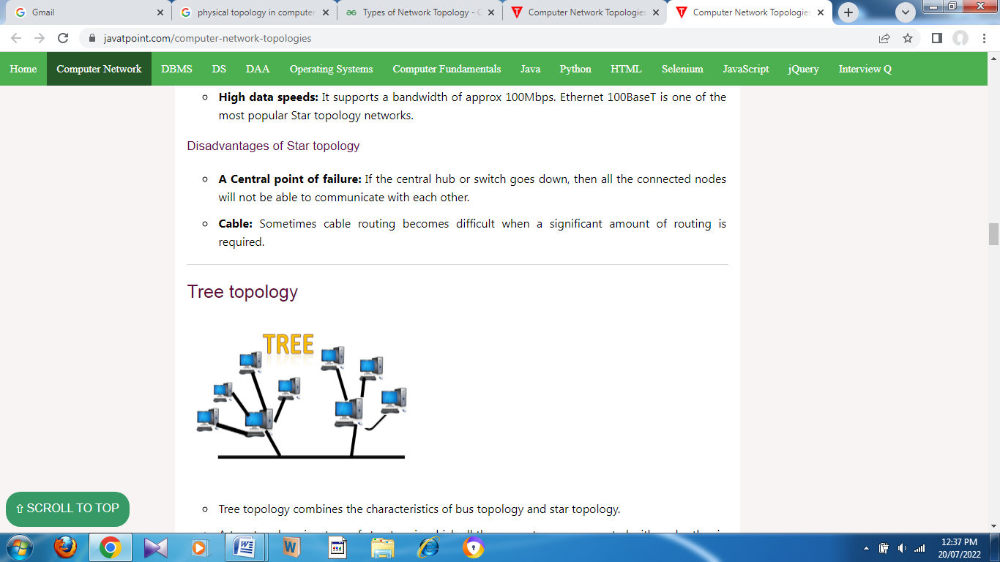 Gmail
physical topology in computer
Types of Network Topology - G
Computer Network Topologies
Computer Network Topologies
javatpoint.com/computer-network-topologies
Home Computer Network DBMS DS DAA Operating Systems Computer Fundamentals Java Python HTML Selenium JavaScript jQuery Interview Q
High data speeds: It supports a bandwidth of approx 100Mbps. Ethernet 100BaseT is one of the
most popular Star topology networks.
Disadvantages of Star topology
A Central point of failure: If the central hub or switch goes down, then all the connected nodes
will not be able to communicate with each other.
Cable: Sometimes cable routing becomes difficult when a significant amount of routing is
required.
Tree topology
TREE
⇧ SCROLL TO TOP
Tree topology combines the characteristics of bus topology and star topology.
12:37 PM
20/07/2022